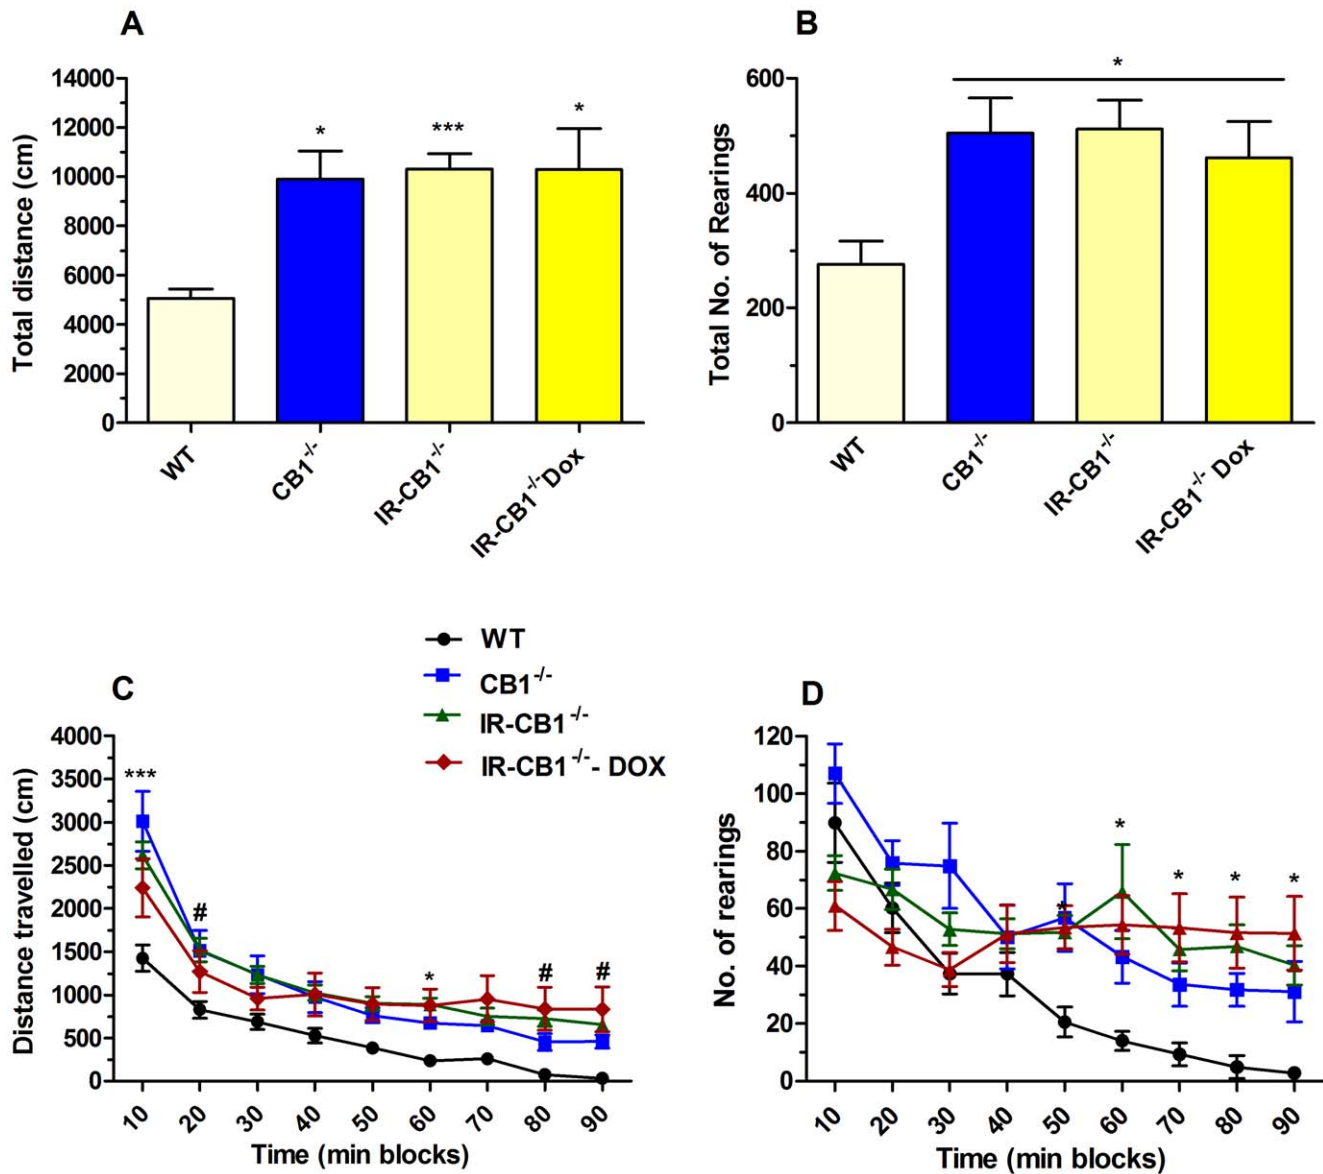 A
Total distance (cm)
14000
12000
10000
8000
6000
4000
2000
0
*
***
*
WT
CB1-/-
IR-CB1-/-
IR-CB1-/-Dox
B
Total No. of Rearings
600
400
200
0
*
WT
CB1-/-
IR-CB1-/-
IR-CB1-/- Dox
WT
CB1-/-
IR-CB1-/-
IR-CB1-/-- DOX
C
Distance travelled (cm)
4000
3500
3000
2500
2000
1500
1000
500
0
***
#
*
#
#
10 20 30 40 50 60 70 80 90
Time (min blocks)
D
No. of rearings
120
100
80
60
40
20
0
*
*
*
*
*
10 20 30 40 50 60 70 80 90
Time (min blocks)